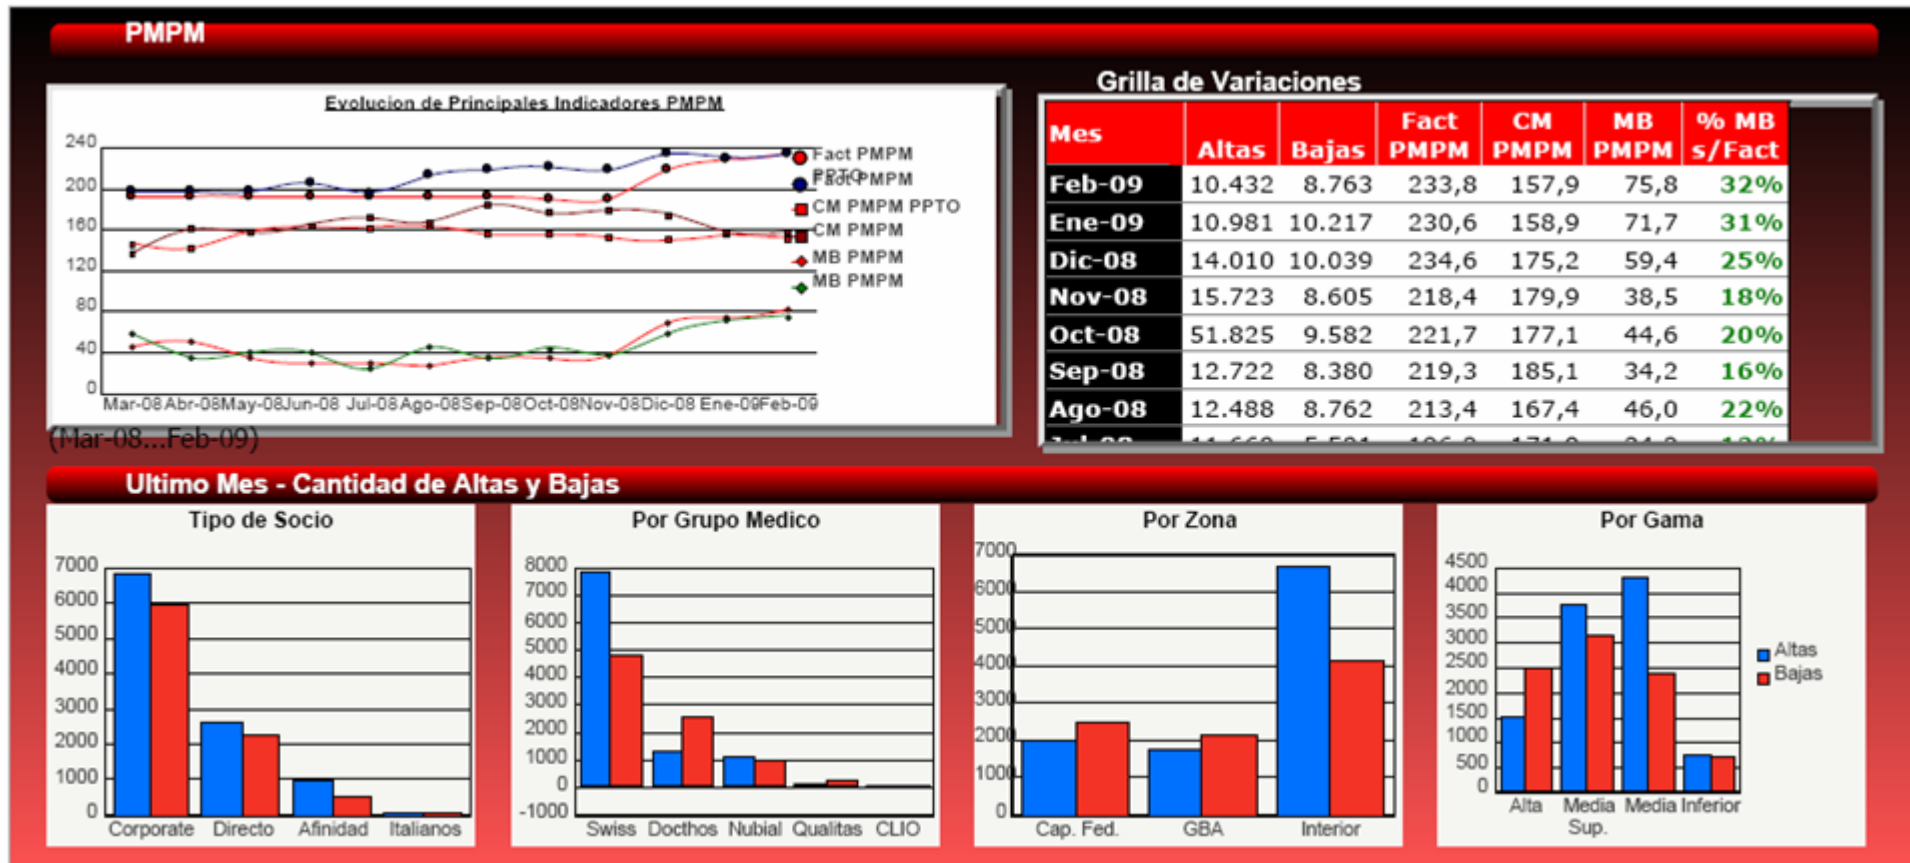 PMPM
Evolucion de Principales Indicadores PMPM
240
200
160
120
80
40
0
Fact PMPM
PPTO
Fact PMPM
CM PMPM PPTO
CM PMPM
MB PMPM
MB PMPM
Mar-08 Abr-08 May-08 Jun-08 Jul-08 Ago-08 Sep-08 Oct-08 Nov-08 Dic-08 Ene-09 Feb-09
(Mar-08...Feb-09)
Grilla de Variaciones
Mes Altas Bajas Fact PMPM CM PMPM MB PMPM % MB s/Fact
Feb-09 10.432 8.763 233,8 157,9 75,8 32%
Ene-09 10.981 10.217 230,6 158,9 71,7 31%
Dic-08 14.010 10.039 234,6 175,2 59,4 25%
Nov-08 15.723 8.605 218,4 179,9 38,5 18%
Oct-08 51.825 9.582 221,7 177,1 44,6 20%
Sep-08 12.722 8.380 219,3 185,1 34,2 16%
Ago-08 12.488 8.762 213,4 167,4 46,0 22%
Ultimo Mes - Cantidad de Altas y Bajas
Tipo de Socio
7000
6000
5000
4000
3000
2000
1000
0
Corporate Directo Afinidad Italianos
Por Grupo Medico
8000
7000
6000
5000
4000
3000
2000
1000
0
-1000
Swiss Docthos Nubial Qualitas CLIO
Por Zona
7000
6000
5000
4000
3000
2000
1000
0
Cap. Fed. GBA Interior
Por Gama
4500
4000
3500
3000
2500
2000
1500
1000
500
0
Alta Media Sup. Media Inferior
Altas
Bajas